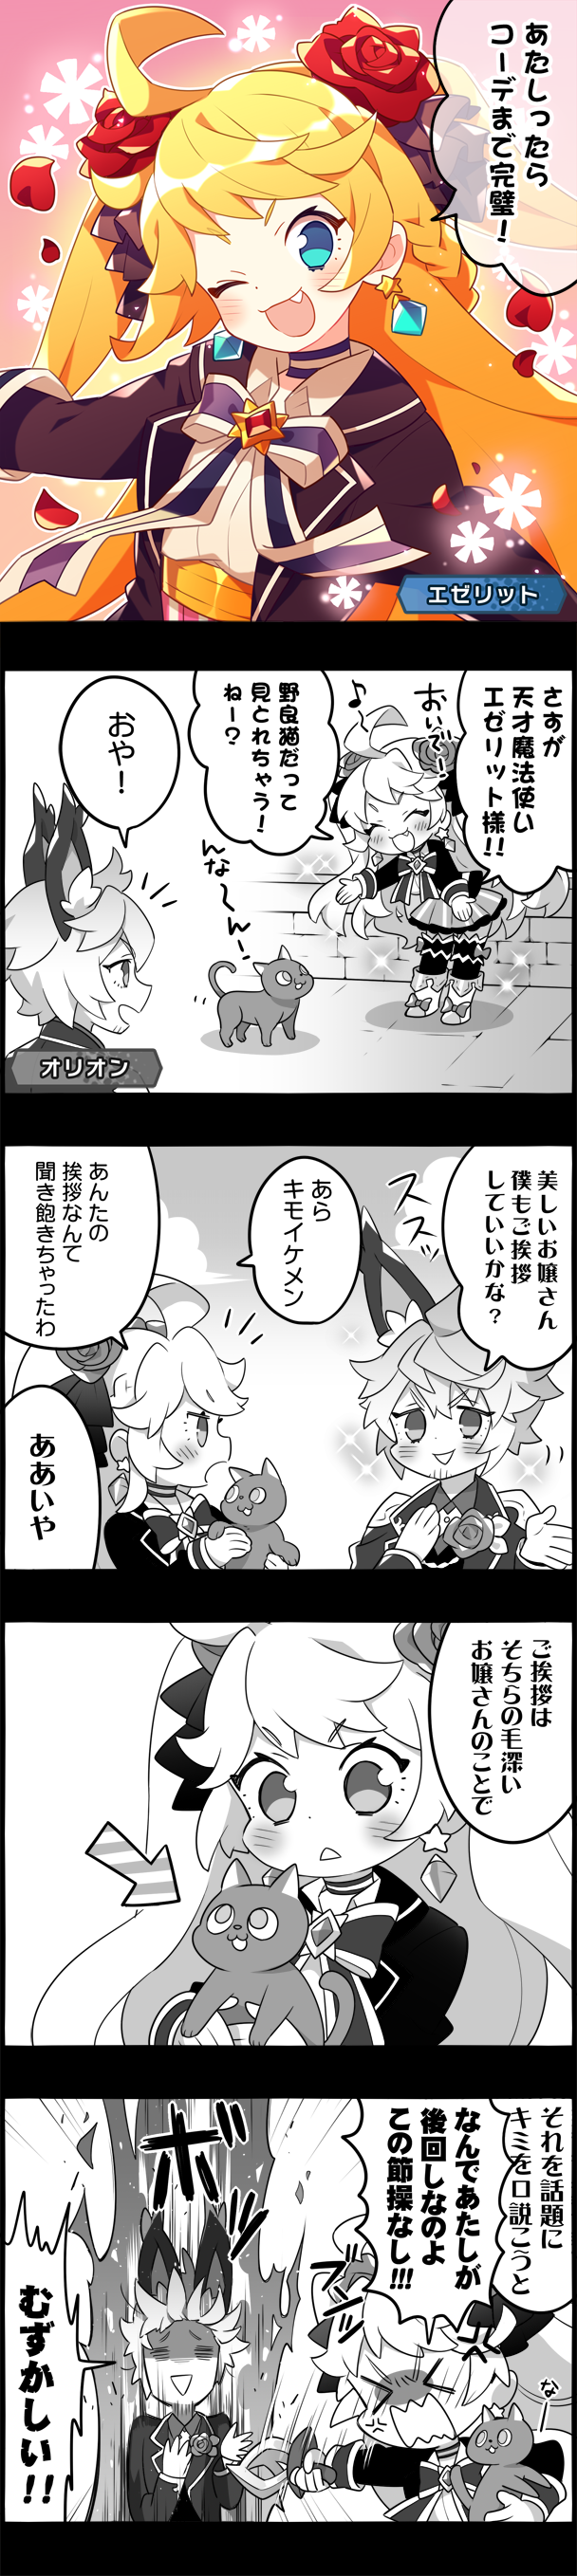 あたしったら
コーデまで完璧!
エゼリット
さすが
天才魔法使い
エゼリット様!!
おいで〜!
野良猫だって
見とれちゃう!
ねー?
んな〜ん
おや!
オリオン
美しいお嬢さん
僕もご挨拶
していいかな?
ススッ
あら
キモイケメン
あんたの
挨拶なんて
聞き飽きちゃったわ
ああいや
ご挨拶は
そちらの毛深い
お嬢さんのことで
それを話題に
キミを口説こうと
なんであたしが
後回しなのよ
この節操なし!!!
なー
ボッ
むずかしい!!